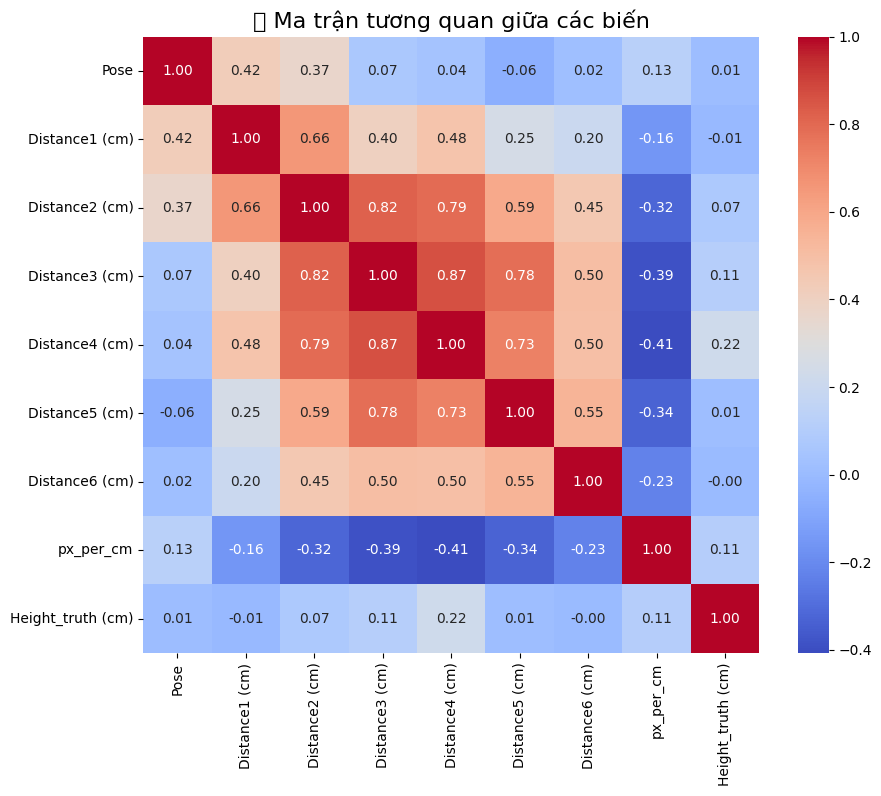 Ma trận tương quan giữa các biến
Pose 1.00 0.42 0.37 0.07 0.04 -0.06 0.02 0.13 0.01
Distance1 (cm) 0.42 1.00 0.66 0.40 0.48 0.25 0.20 -0.16 -0.01
Distance2 (cm) 0.37 0.66 1.00 0.82 0.79 0.59 0.45 -0.32 0.07
Distance3 (cm) 0.07 0.40 0.82 1.00 0.87 0.78 0.50 -0.39 0.11
Distance4 (cm) 0.04 0.48 0.79 0.87 1.00 0.73 0.50 -0.41 0.22
Distance5 (cm) -0.06 0.25 0.59 0.78 0.73 1.00 0.55 -0.34 0.01
Distance6 (cm) 0.02 0.20 0.45 0.50 0.50 0.55 1.00 -0.23 -0.00
px_per_cm 0.13 -0.16 -0.32 -0.39 -0.41 -0.34 -0.23 1.00 0.11
Height_truth (cm) 0.01 -0.01 0.07 0.11 0.22 0.01 -0.00 0.11 1.00
Pose
Distance1 (cm)
Distance2 (cm)
Distance3 (cm)
Distance4 (cm)
Distance5 (cm)
Distance6 (cm)
px_per_cm
Height_truth (cm)
1.0
0.8
0.6
0.4
0.2
0.0
−0.2
−0.4